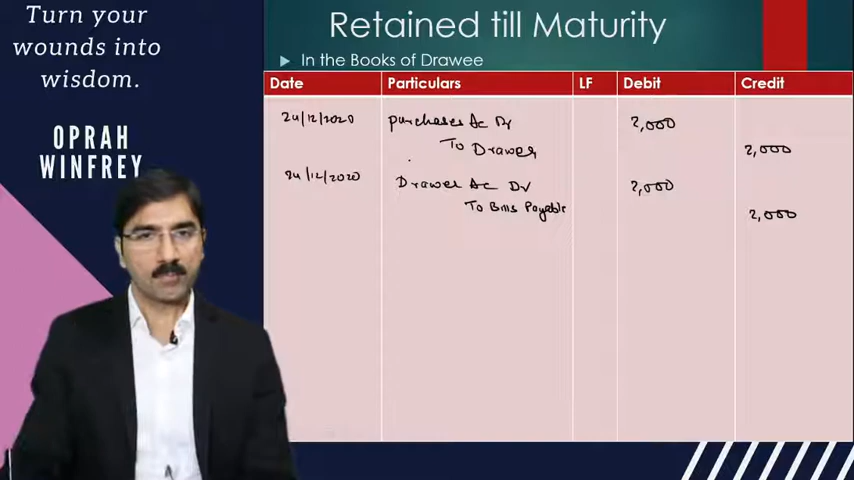 Turn your
wounds into
wisdom.
OPRAH
WINFREY
Retained till Maturity
In the Books of Drawee
Date Particulars LF Debit Credit
24/12/2020 Purchases A/c Dr 2,000
To Drawer 2,000
24/12/2020 Drawer A/c Dr 2,000
To Bills Payable 2,000